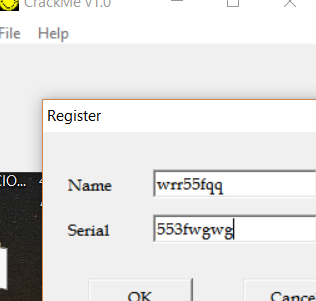 CrackMe V1.0
File Help
Register
Name wrr55fqq
Serial 553fwgwg
OK